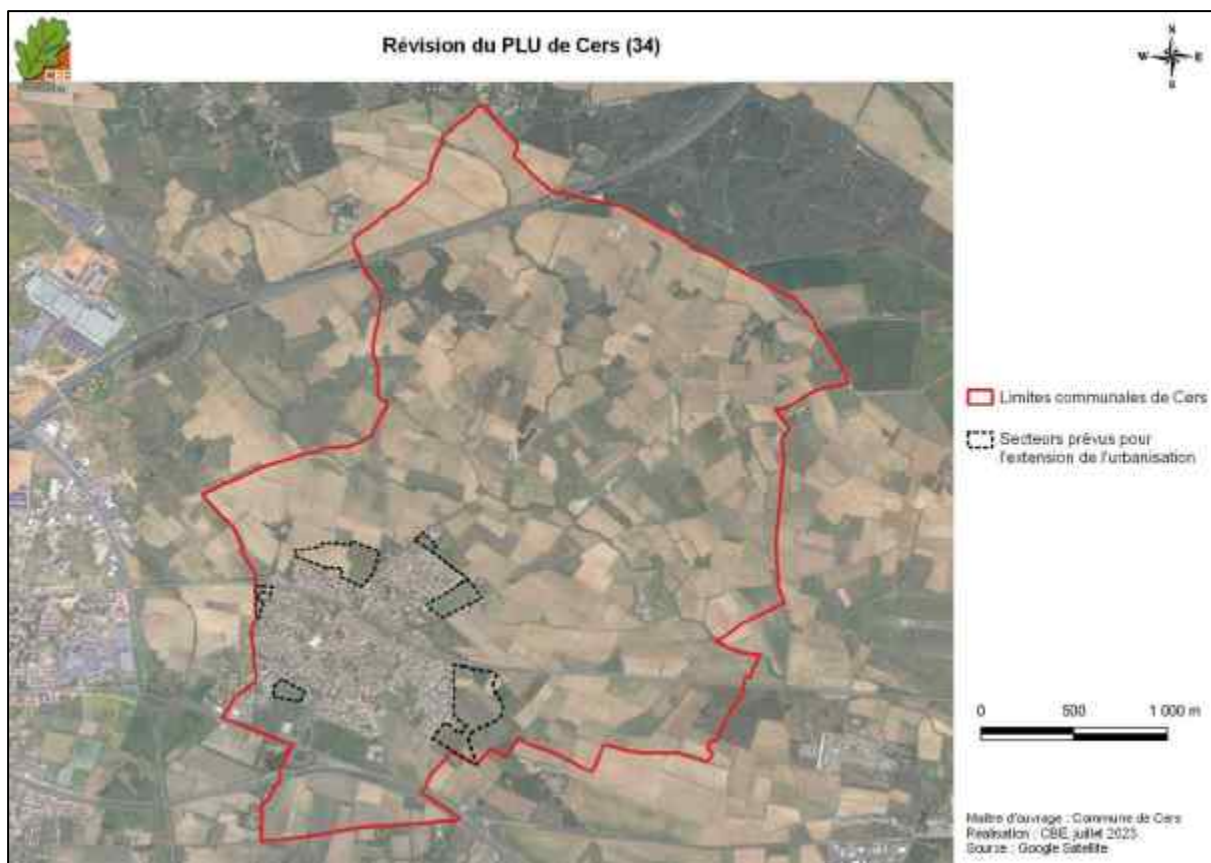 Révision du PLU de Cers (34)
CBE
N
W E
S
Limites communales de Cers
Secteurs prévus pour
l'extension de l'urbanisation
0 500 1 000 m
Maître d'ouvrage : Commune de Cers
Réalisation : CBE, juillet 2023
Source : Google Satellite